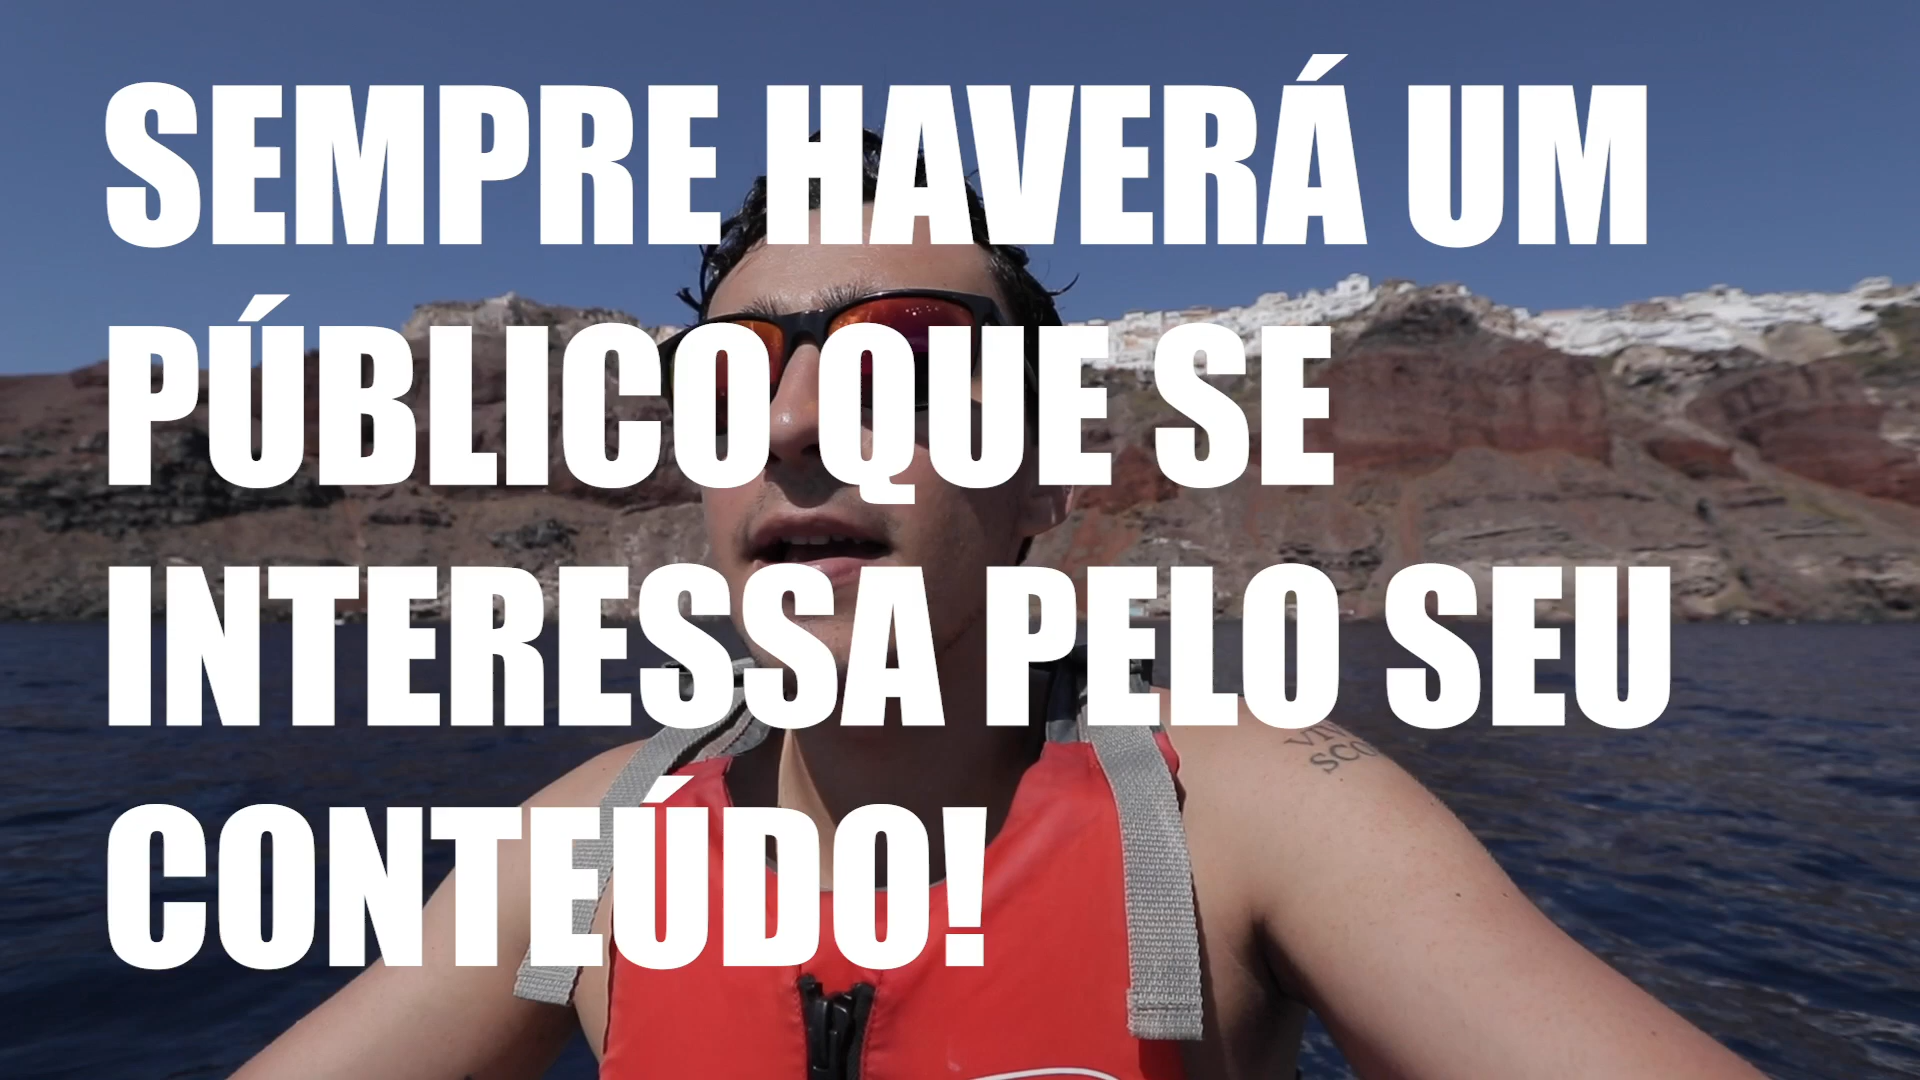 SEMPRE HAVERÁ UM
PÚBLICO QUE SE
INTERESSA PELO SEU
CONTEÚDO!